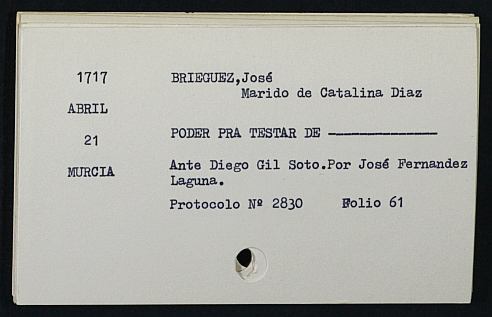 1717 BRIEGUEZ,José
Marido de Catalina Diaz
ABRIL
21 PODER PRA TESTAR DE ---------------
MURCIA Ante Diego Gil Soto.Por José Fernandez
Laguna.
Protocolo Nº 2830 Folio 61